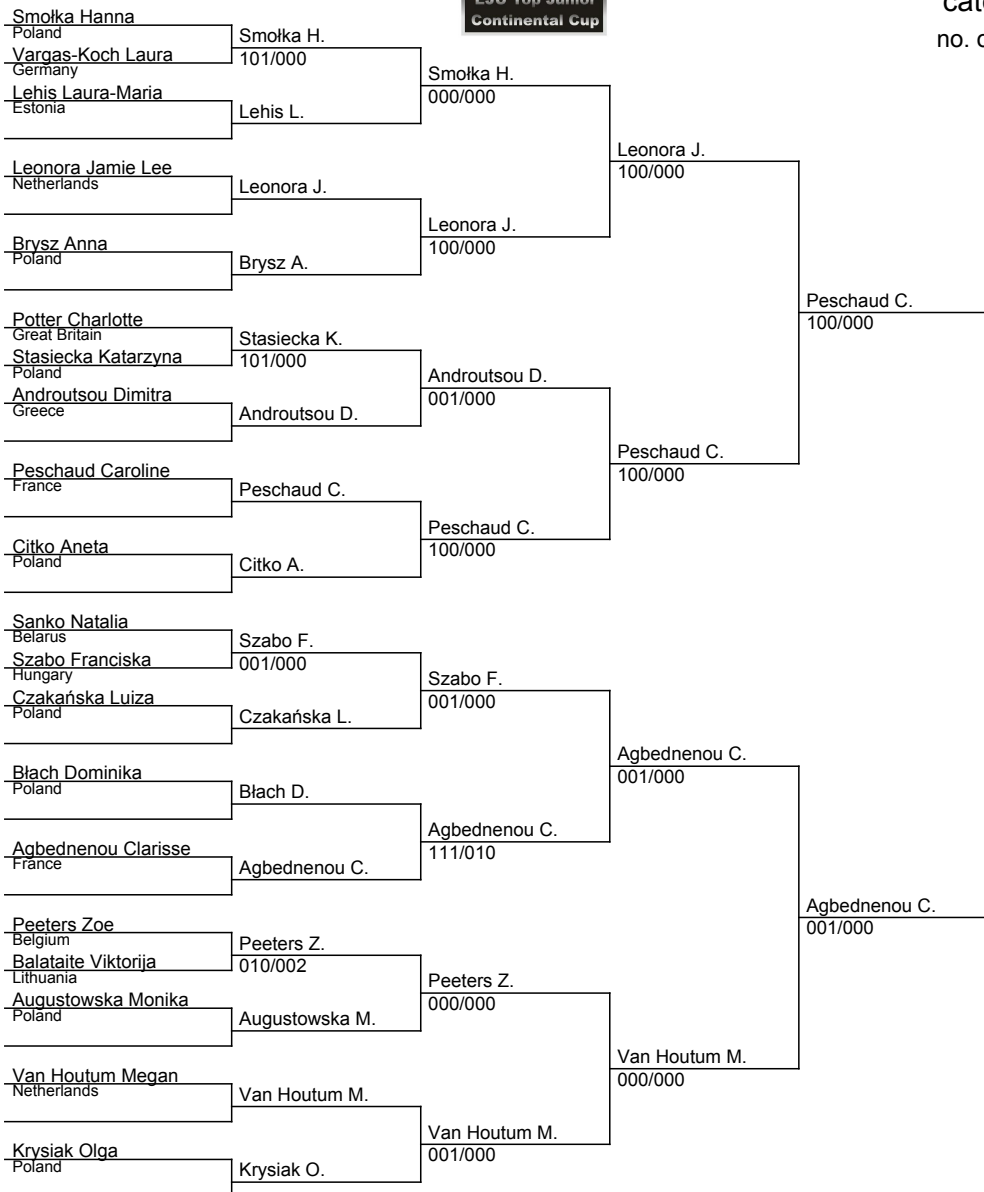 EJU Top Junior
Continental Cup
no. o
Smołka Hanna
Poland
Vargas-Koch Laura
Germany
Lehis Laura-Maria
Estonia
Leonora Jamie Lee
Netherlands
Brysz Anna
Poland
Potter Charlotte
Great Britain
Stasiecka Katarzyna
Poland
Androutsou Dimitra
Greece
Peschaud Caroline
France
Citko Aneta
Poland
Sanko Natalia
Belarus
Szabo Franciska
Hungary
Czakańska Luiza
Poland
Błach Dominika
Poland
Agbednenou Clarisse
France
Peeters Zoe
Belgium
Balataite Viktorija
Lithuania
Augustowska Monika
Poland
Van Houtum Megan
Netherlands
Krysiak Olga
Poland
Smołka H.
101/000
Lehis L.
Leonora J.
Brysz A.
Stasiecka K.
101/000
Androutsou D.
Peschaud C.
Citko A.
Szabo F.
001/000
Czakańska L.
Błach D.
Agbednenou C.
Peeters Z.
010/002
Augustowska M.
Van Houtum M.
Krysiak O.
Smołka H.
000/000
Leonora J.
100/000
Androutsou D.
001/000
Peschaud C.
100/000
Szabo F.
001/000
Agbednenou C.
111/010
Peeters Z.
000/000
Van Houtum M.
001/000
Leonora J.
100/000
Peschaud C.
100/000
Agbednenou C.
001/000
Van Houtum M.
000/000
Peschaud C.
100/000
Agbednenou C.
001/000